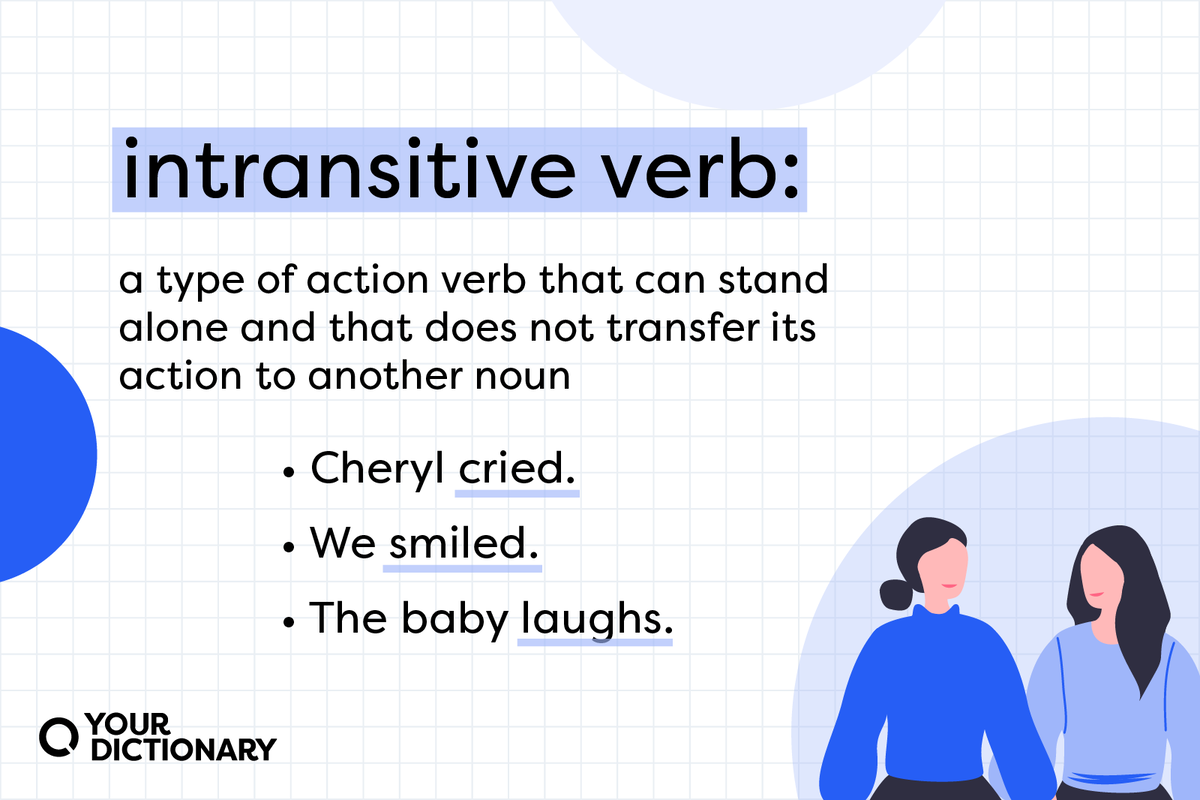 intransitive verb:
a type of action verb that can stand
alone and that does not transfer its
action to another noun
• Cheryl cried.
• We smiled.
• The baby laughs.
YOUR
DICTIONARY